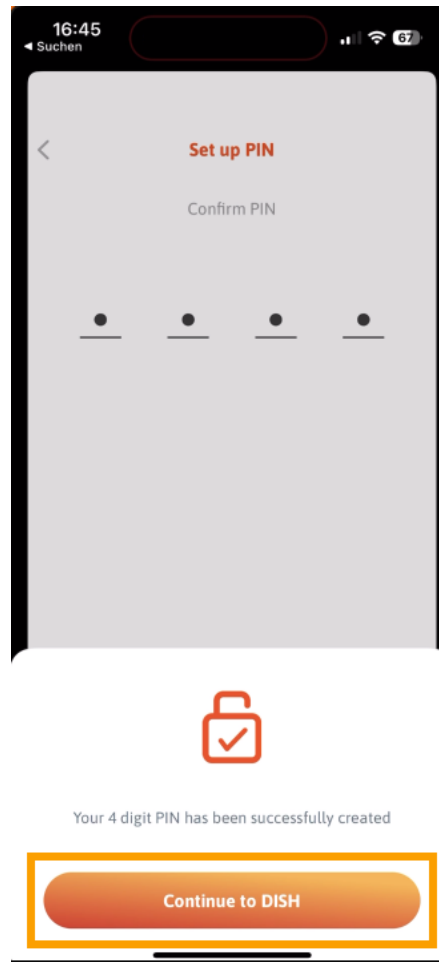 16:45
◀ Suchen
67
Set up PIN
Confirm PIN
Your 4 digit PIN has been successfully created
Continue to DISH